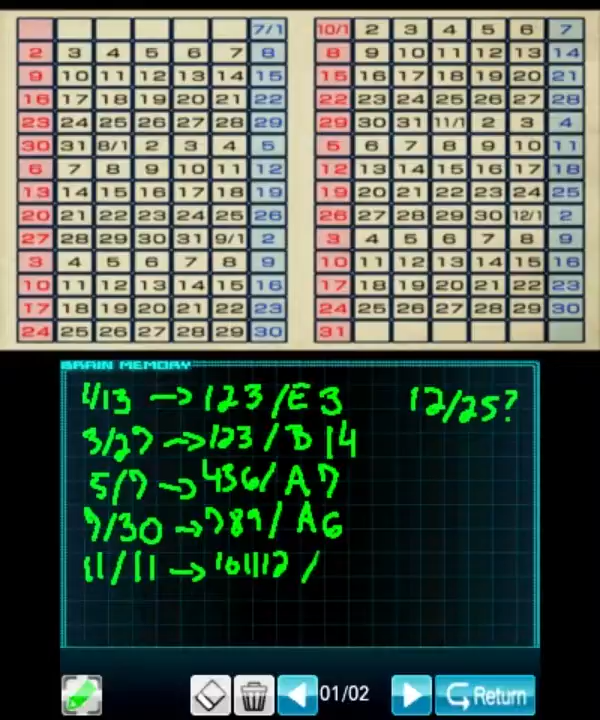 7/1
2 3 4 5 6 7 8
9 10 11 12 13 14 15
16 17 18 19 20 21 22
23 24 25 26 27 28 29
30 31 8/1 2 3 4 5
6 7 8 9 10 11 12
13 14 15 16 17 18 19
20 21 22 23 24 25 26
27 28 29 30 31 9/1 2
3 4 5 6 7 8 9
10 11 12 13 14 15 16
17 18 19 20 21 22 23
24 25 26 27 28 29 30
10/1 2 3 4 5 6 7
8 9 10 11 12 13 14
15 16 17 18 19 20 21
22 23 24 25 26 27 28
29 30 31 11/1 2 3 4
5 6 7 8 9 10 11
12 13 14 15 16 17 18
19 20 21 22 23 24 25
26 27 28 29 30 12/1 2
3 4 5 6 7 8 9
10 11 12 13 14 15 16
17 18 19 20 21 22 23
24 25 26 27 28 29 30
31
BRAIN MEMORY
1/13 → 123/E3 12/25?
3/27 → 123/B14
5/7 → 436/A7
7/30 → 789/A6
11/11 → 101112/
01/02 Return